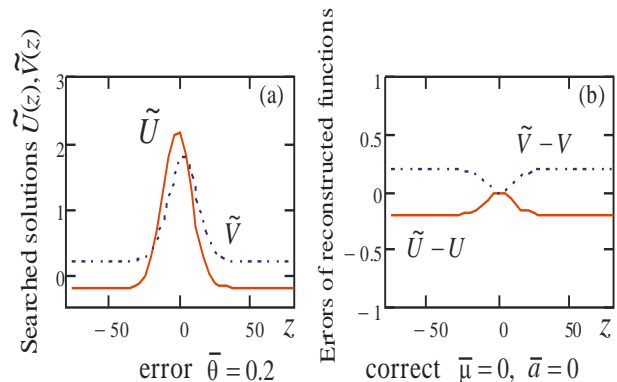 Searched solutions Ũ(z),Ṽ(z)
3
2
1
0
−50
0
50
z
(a)
Ũ
Ṽ
error θ̄=0.2
Errors of reconstructed functions
1
0.5
0
−0.5
−1
−50
0
50
z
(b)
Ṽ−V
Ũ−U
correct μ̄=0, a̅=0